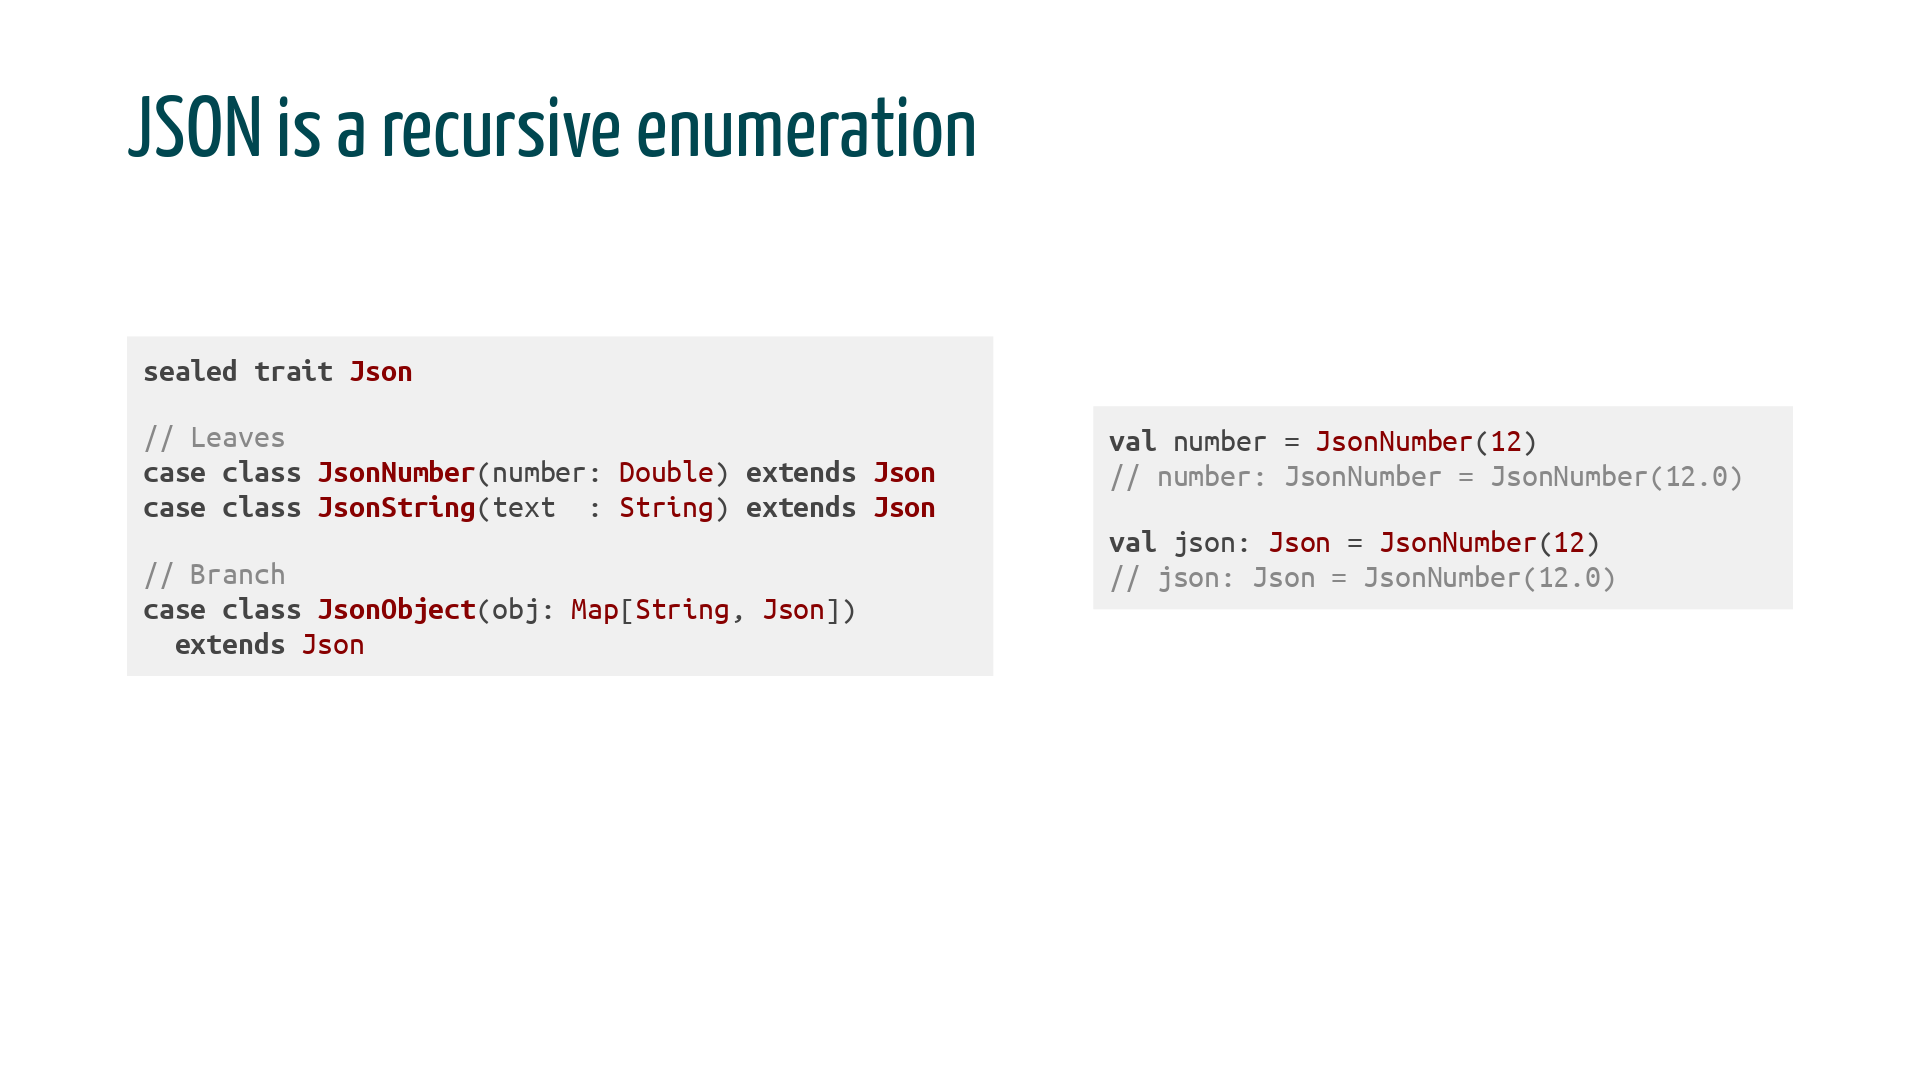 JSON is a recursive enumeration
sealed trait Json
// Leaves
case class JsonNumber(number: Double) extends Json
case class JsonString(text  : String) extends Json
// Branch
case class JsonObject(obj: Map[String, Json])
  extends Json
val number = JsonNumber(12)
// number: JsonNumber = JsonNumber(12.0)
val json: Json = JsonNumber(12)
// json: Json = JsonNumber(12.0)